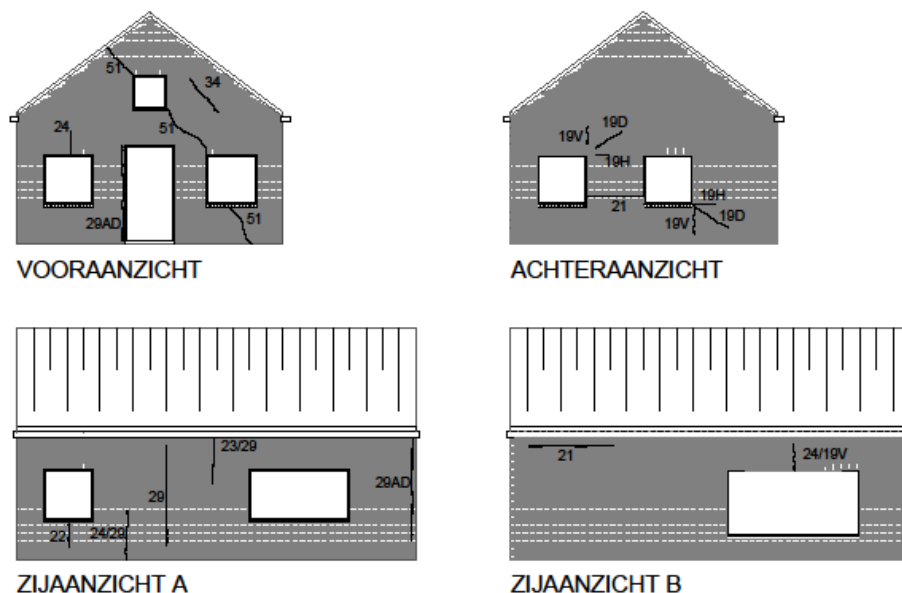 51
34
24
51
29AD
51
VOORAANZICHT
19V
19D
19H
21
19H
19V
19D
ACHTERAANZICHT
23/29
29
29AD
22
24/29
ZIJAANZICHT A
21
24/19V
ZIJAANZICHT B